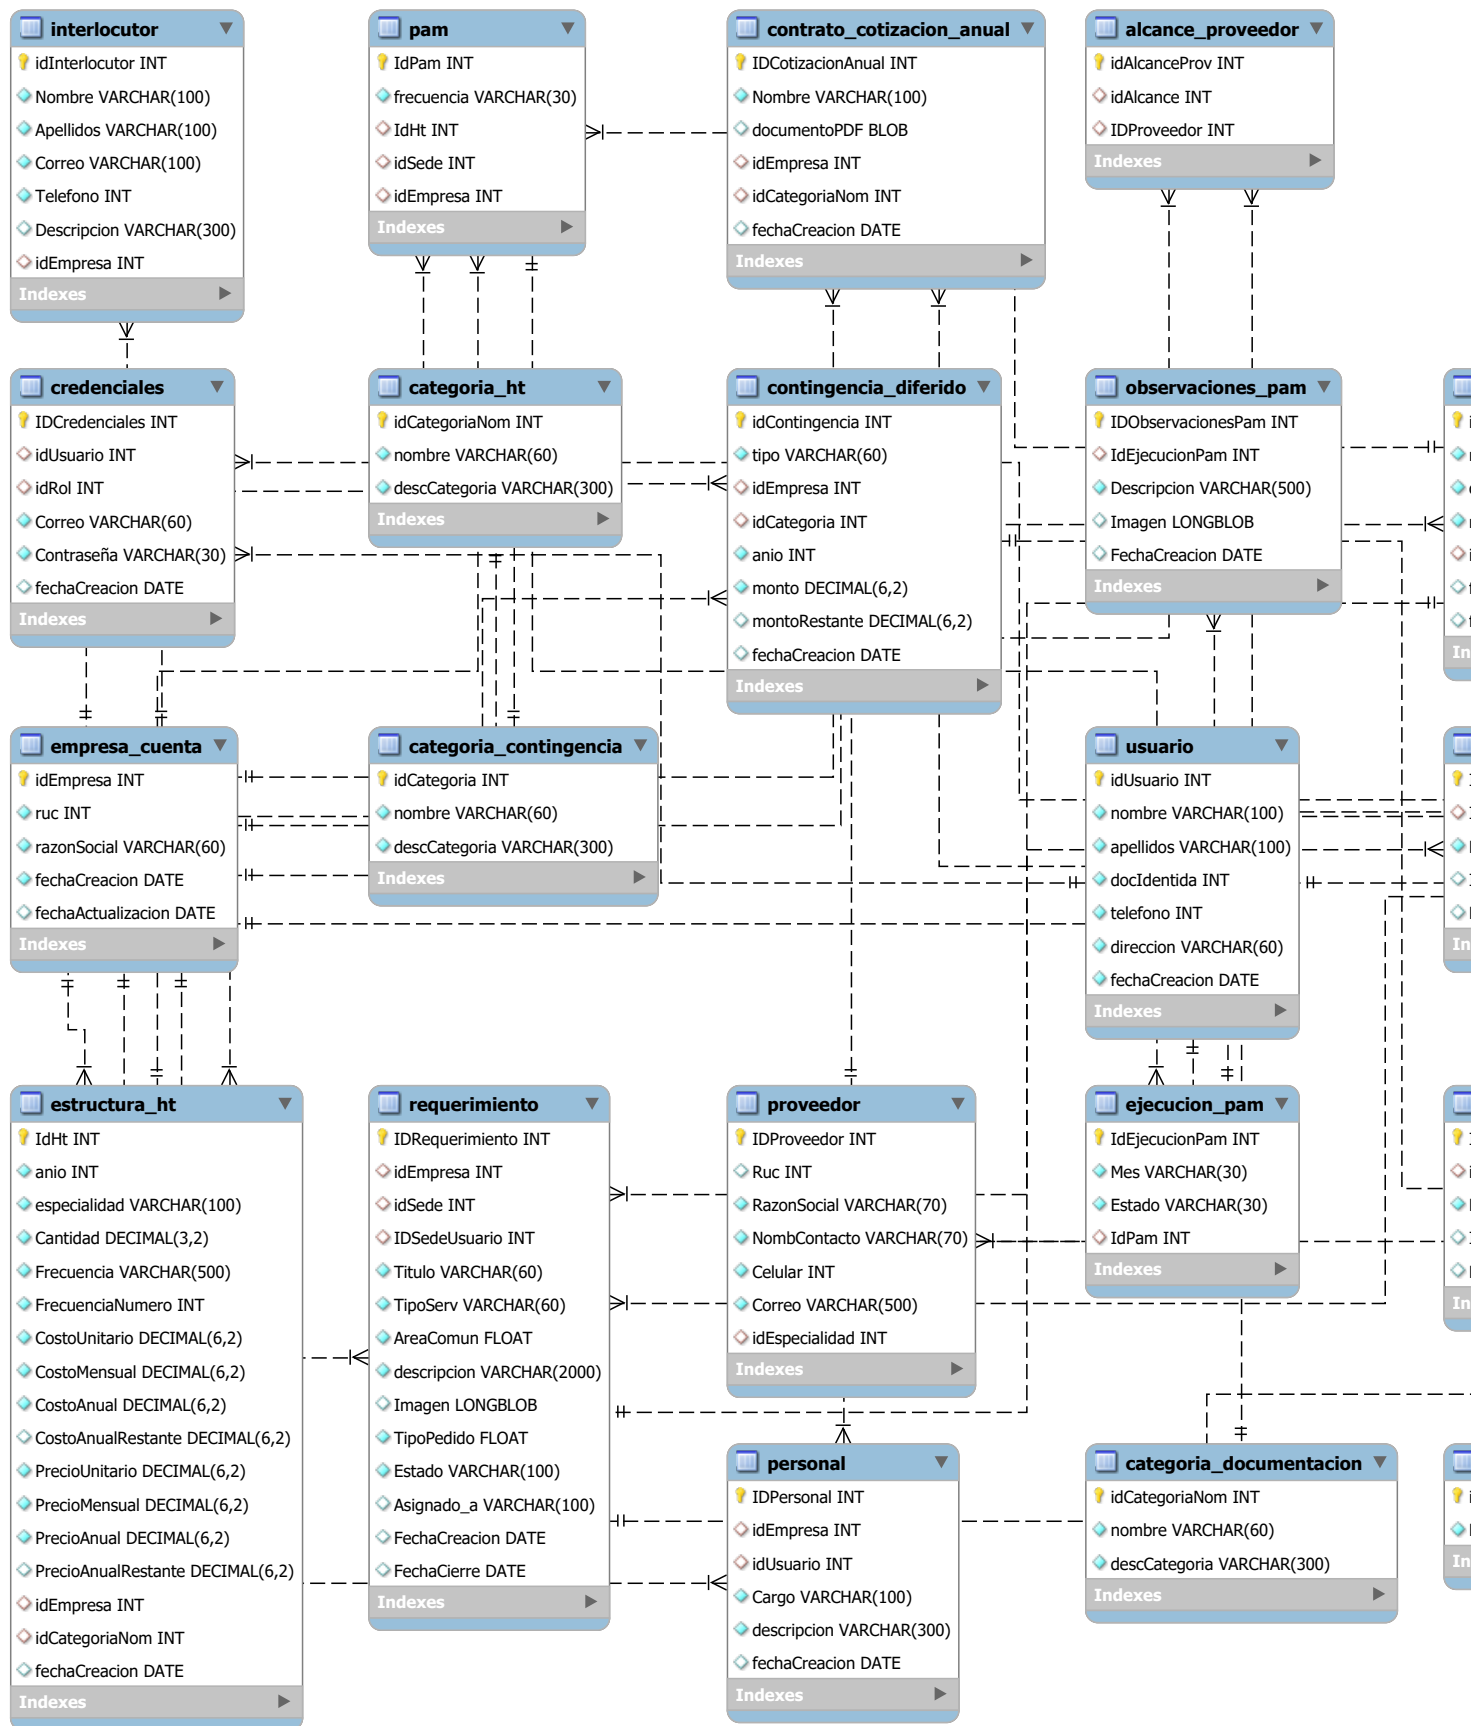 interlocutor
idInterlocutor INT
Nombre VARCHAR(100)
Apellidos VARCHAR(100)
Correo VARCHAR(100)
Telefono INT
Descripcion VARCHAR(300)
idEmpresa INT
Indexes
pam
IdPam INT
frecuencia VARCHAR(30)
IdHt INT
idSede INT
idEmpresa INT
Indexes
contrato_cotizacion_anual
IDCotizacionAnual INT
Nombre VARCHAR(100)
documentoPDF BLOB
idEmpresa INT
idCategoriaNom INT
fechaCreacion DATE
Indexes
alcance_proveedor
idAlcanceProv INT
idAlcance INT
IDProveedor INT
Indexes
credenciales
IDCredenciales INT
idUsuario INT
idRol INT
Correo VARCHAR(60)
Contraseña VARCHAR(30)
fechaCreacion DATE
Indexes
categoria_ht
idCategoriaNom INT
nombre VARCHAR(60)
descCategoria VARCHAR(300)
Indexes
contingencia_diferido
idContingencia INT
tipo VARCHAR(60)
idEmpresa INT
idCategoria INT
anio INT
monto DECIMAL(6,2)
montoRestante DECIMAL(6,2)
fechaCreacion DATE
Indexes
observaciones_pam
IDObservacionesPam INT
IdEjecucionPam INT
Descripcion VARCHAR(500)
Imagen LONGBLOB
FechaCreacion DATE
Indexes
empresa_cuenta
idEmpresa INT
ruc INT
razonSocial VARCHAR(60)
fechaCreacion DATE
fechaActualizacion DATE
Indexes
categoria_contingencia
idCategoria INT
nombre VARCHAR(60)
descCategoria VARCHAR(300)
Indexes
usuario
idUsuario INT
nombre VARCHAR(100)
apellidos VARCHAR(100)
docIdentida INT
telefono INT
direccion VARCHAR(60)
fechaCreacion DATE
Indexes
estructura_ht
IdHt INT
anio INT
especialidad VARCHAR(100)
Cantidad DECIMAL(3,2)
Frecuencia VARCHAR(500)
FrecuenciaNumero INT
CostoUnitario DECIMAL(6,2)
CostoMensual DECIMAL(6,2)
CostoAnual DECIMAL(6,2)
CostoAnualRestante DECIMAL(6,2)
PrecioUnitario DECIMAL(6,2)
PrecioMensual DECIMAL(6,2)
PrecioAnual DECIMAL(6,2)
PrecioAnualRestante DECIMAL(6,2)
idEmpresa INT
idCategoriaNom INT
fechaCreacion DATE
Indexes
requerimiento
IDRequerimiento INT
idEmpresa INT
idSede INT
IDSedeUsuario INT
Titulo VARCHAR(60)
TipoServ VARCHAR(60)
AreaComun FLOAT
descripcion VARCHAR(2000)
Imagen LONGBLOB
TipoPedido FLOAT
Estado VARCHAR(100)
Asignado_a VARCHAR(100)
FechaCreacion DATE
FechaCierre DATE
Indexes
proveedor
IDProveedor INT
Ruc INT
RazonSocial VARCHAR(70)
NombContacto VARCHAR(70)
Celular INT
Correo VARCHAR(500)
idEspecialidad INT
Indexes
ejecucion_pam
IdEjecucionPam INT
Mes VARCHAR(30)
Estado VARCHAR(30)
IdPam INT
Indexes
personal
IDPersonal INT
idEmpresa INT
idUsuario INT
Cargo VARCHAR(100)
descripcion VARCHAR(300)
fechaCreacion DATE
Indexes
categoria_documentacion
idCategoriaNom INT
nombre VARCHAR(60)
descCategoria VARCHAR(300)
Indexes